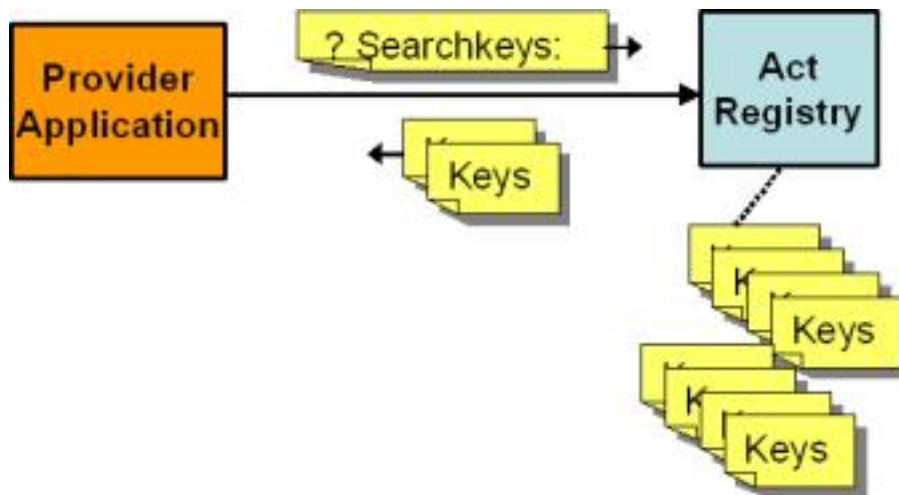 ? Searchkeys:
Provider
Application
Act
Registry
Keys
Keys
Keys